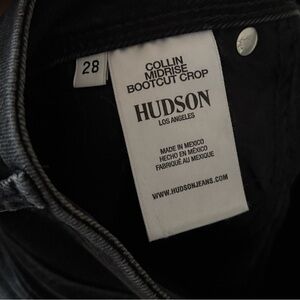 28
COLLIN
MIDRISE
BOOTCUT CROP
HUDSON
LOS ANGELES
MADE IN MEXICO
HECHO EN MÉXICO
FABRIQUÉ AU MEXIQUE
WWW.HUDSONJEANS.COM